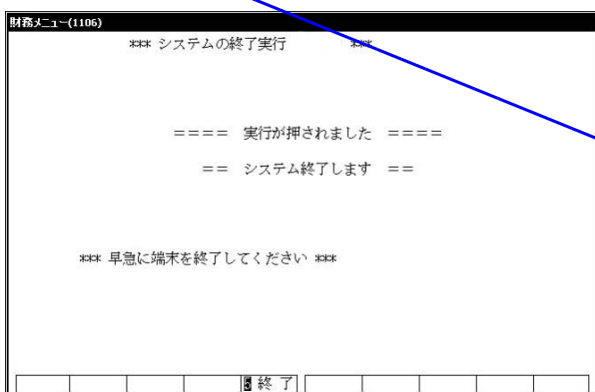 財務メニュー(1106)
*** システムの終了実行 ***
==== 実行が押されました ====
== システム終了します ==
*** 早急に端末を終了してください ***
5 終 了